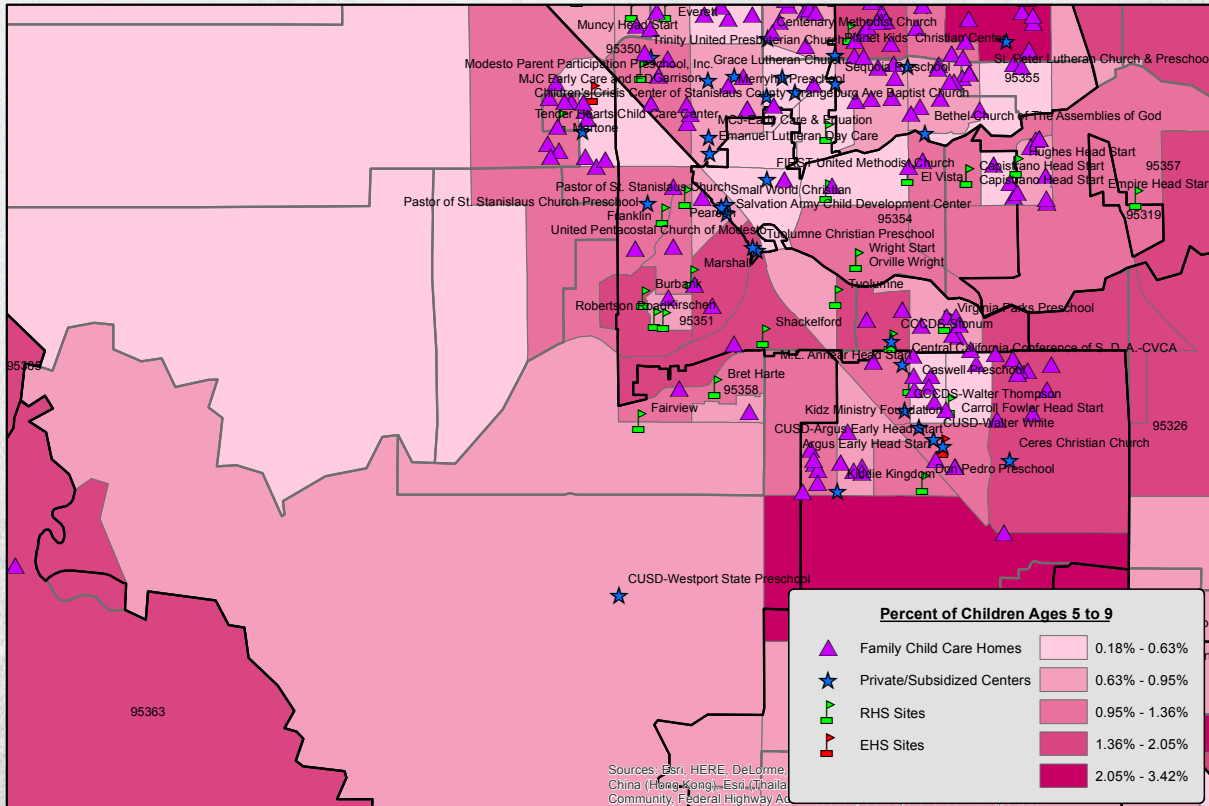 Everett
Muncy Head Start
Centenary Methodist Church
Trinity United Presbyterian Church
Planet Kids' Christian Center
95350
Grace Lutheran Church
St. Peter Lutheran Church & Preschool
Modesto Parent Participation Preschool, Inc.
Sequoia Preschool
95355
MJC Early Care and ED
Garrison
Merryhill Preschool
Children's Crisis Center of Stanislaus County
Orangeburg Ave Baptist Church
Tender Hearts Child Care Center
MCJ-Early Care & Equation
Bethel Church of The Assemblies of God
Martone
Emanuel Lutheran Day Care
Hughes Head Start
FIRST United Methodist Church
Capistrano Head Start
95357
El Vista
Capistrano Head Start
Empire Head Start
Pastor of St. Stanislaus Church
Small World Christian
Pastor of St. Stanislaus Church Preschool
Pearson
Salvation Army Child Development Center
Franklin
95354
95319
United Pentacostal Church of Modesto
Tuolumne Christian Preschool
Wright Start
Marshall
Orville Wright
Burbank
Tuolumne
Robertson Road
Kirschen
Virginia Parks Preschool
95351
Shackelford
CCCDS-Stonum
M.L. Annear Head Start
Central California Conference of S. D. A.-CVCA
Caswell Preschool
Bret Harte
95358
CCCDS-Walter Thompson
Fairview
Kidz Ministry Foundation
Carroll Fowler Head Start
CUSD-Argus Early Head Start
CUSD-Walter White
95326
Argus Early Head Start
Ceres Christian Church
Kiddie Kingdom
Don Pedro Preschool
CUSD-Westport State Preschool
95363
Percent of Children Ages 5 to 9
Family Child Care Homes
0.18% - 0.63%
Private/Subsidized Centers
0.63% - 0.95%
RHS Sites
0.95% - 1.36%
EHS Sites
1.36% - 2.05%
2.05% - 3.42%
Sources: Esri, HERE, DeLorme,
China (Hong Kong), Esri (Thaila
Community, Federal Highway Ad